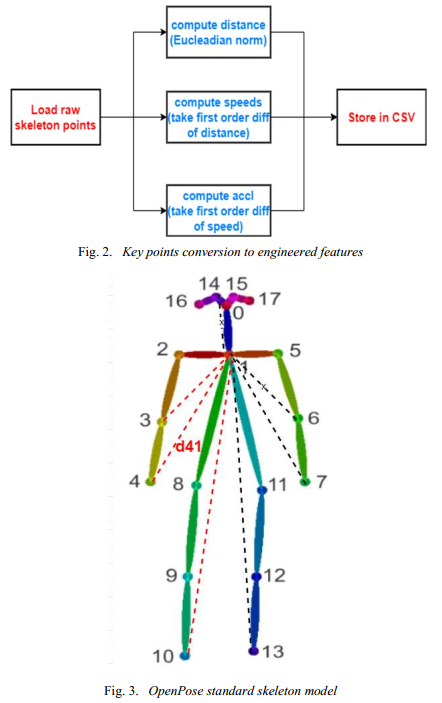 compute distance
(Eucleadian norm)
Load raw
skeleton points
compute speeds
(take first order diff
of distance)
Store in CSV
compute accl
(take first order diff
of speed)
Fig. 2. Key points conversion to engineered features
14 15
16
17
0
2
1
5
3
6
d41
4
8
11
7
9
12
10
13
Fig. 3. OpenPose standard skeleton model